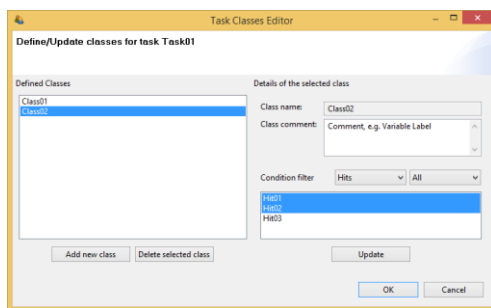 Task Classes Editor
Define/Update classes for task Task01
Defined Classes
Class01
Class02
Add new class
Delete selected class
Details of the selected class
Class name: Class02
Class comment: Comment, e.g. Variable Label
Condition filter Hits All
Hit01
Hit02
Hit03
Update
OK Cancel